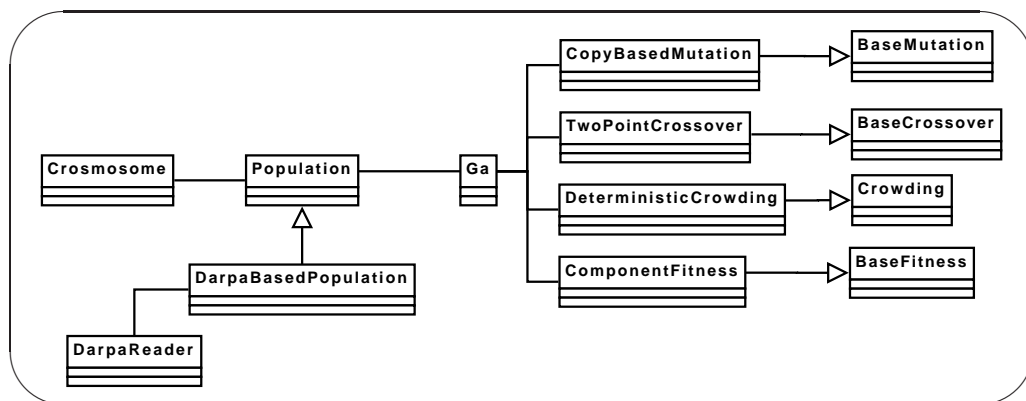 CopyBasedMutation
BaseMutation
TwoPointCrossover
BaseCrossover
Crosmosome
Population
Ga
DeterministicCrowding
Crowding
DarpaBasedPopulation
ComponentFitness
BaseFitness
DarpaReader